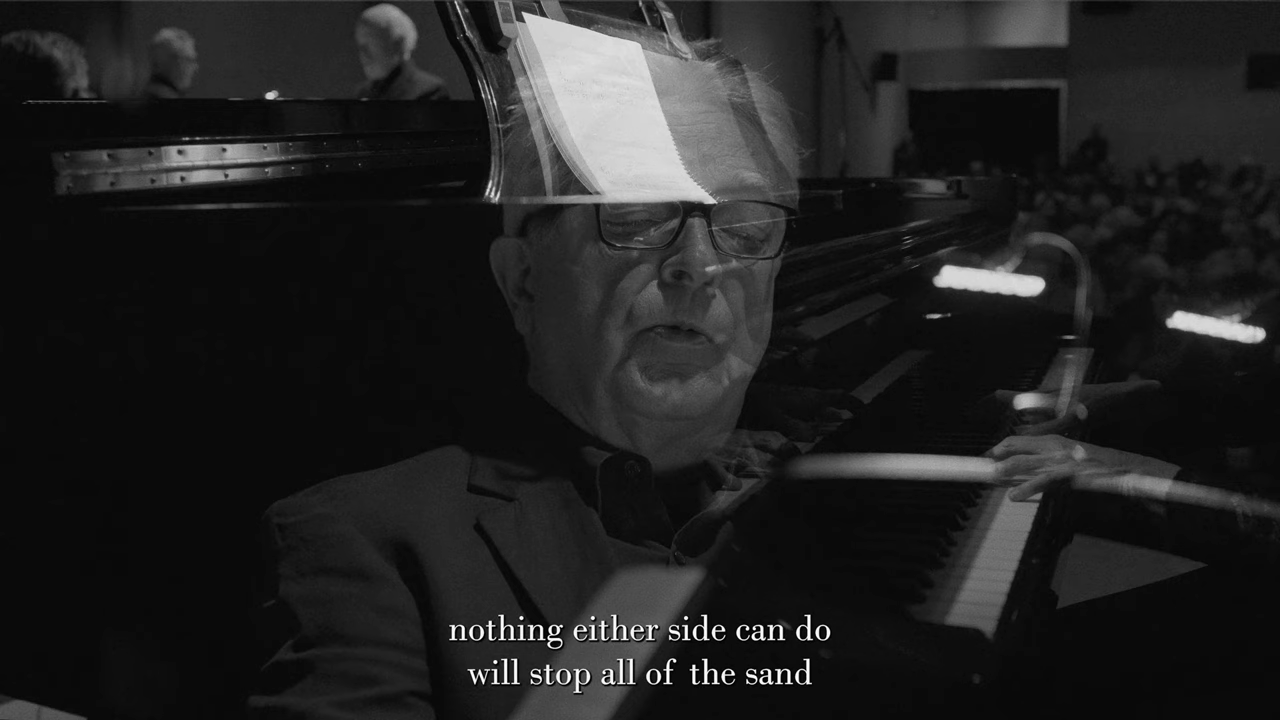 nothing either side can do
will stop all of the sand